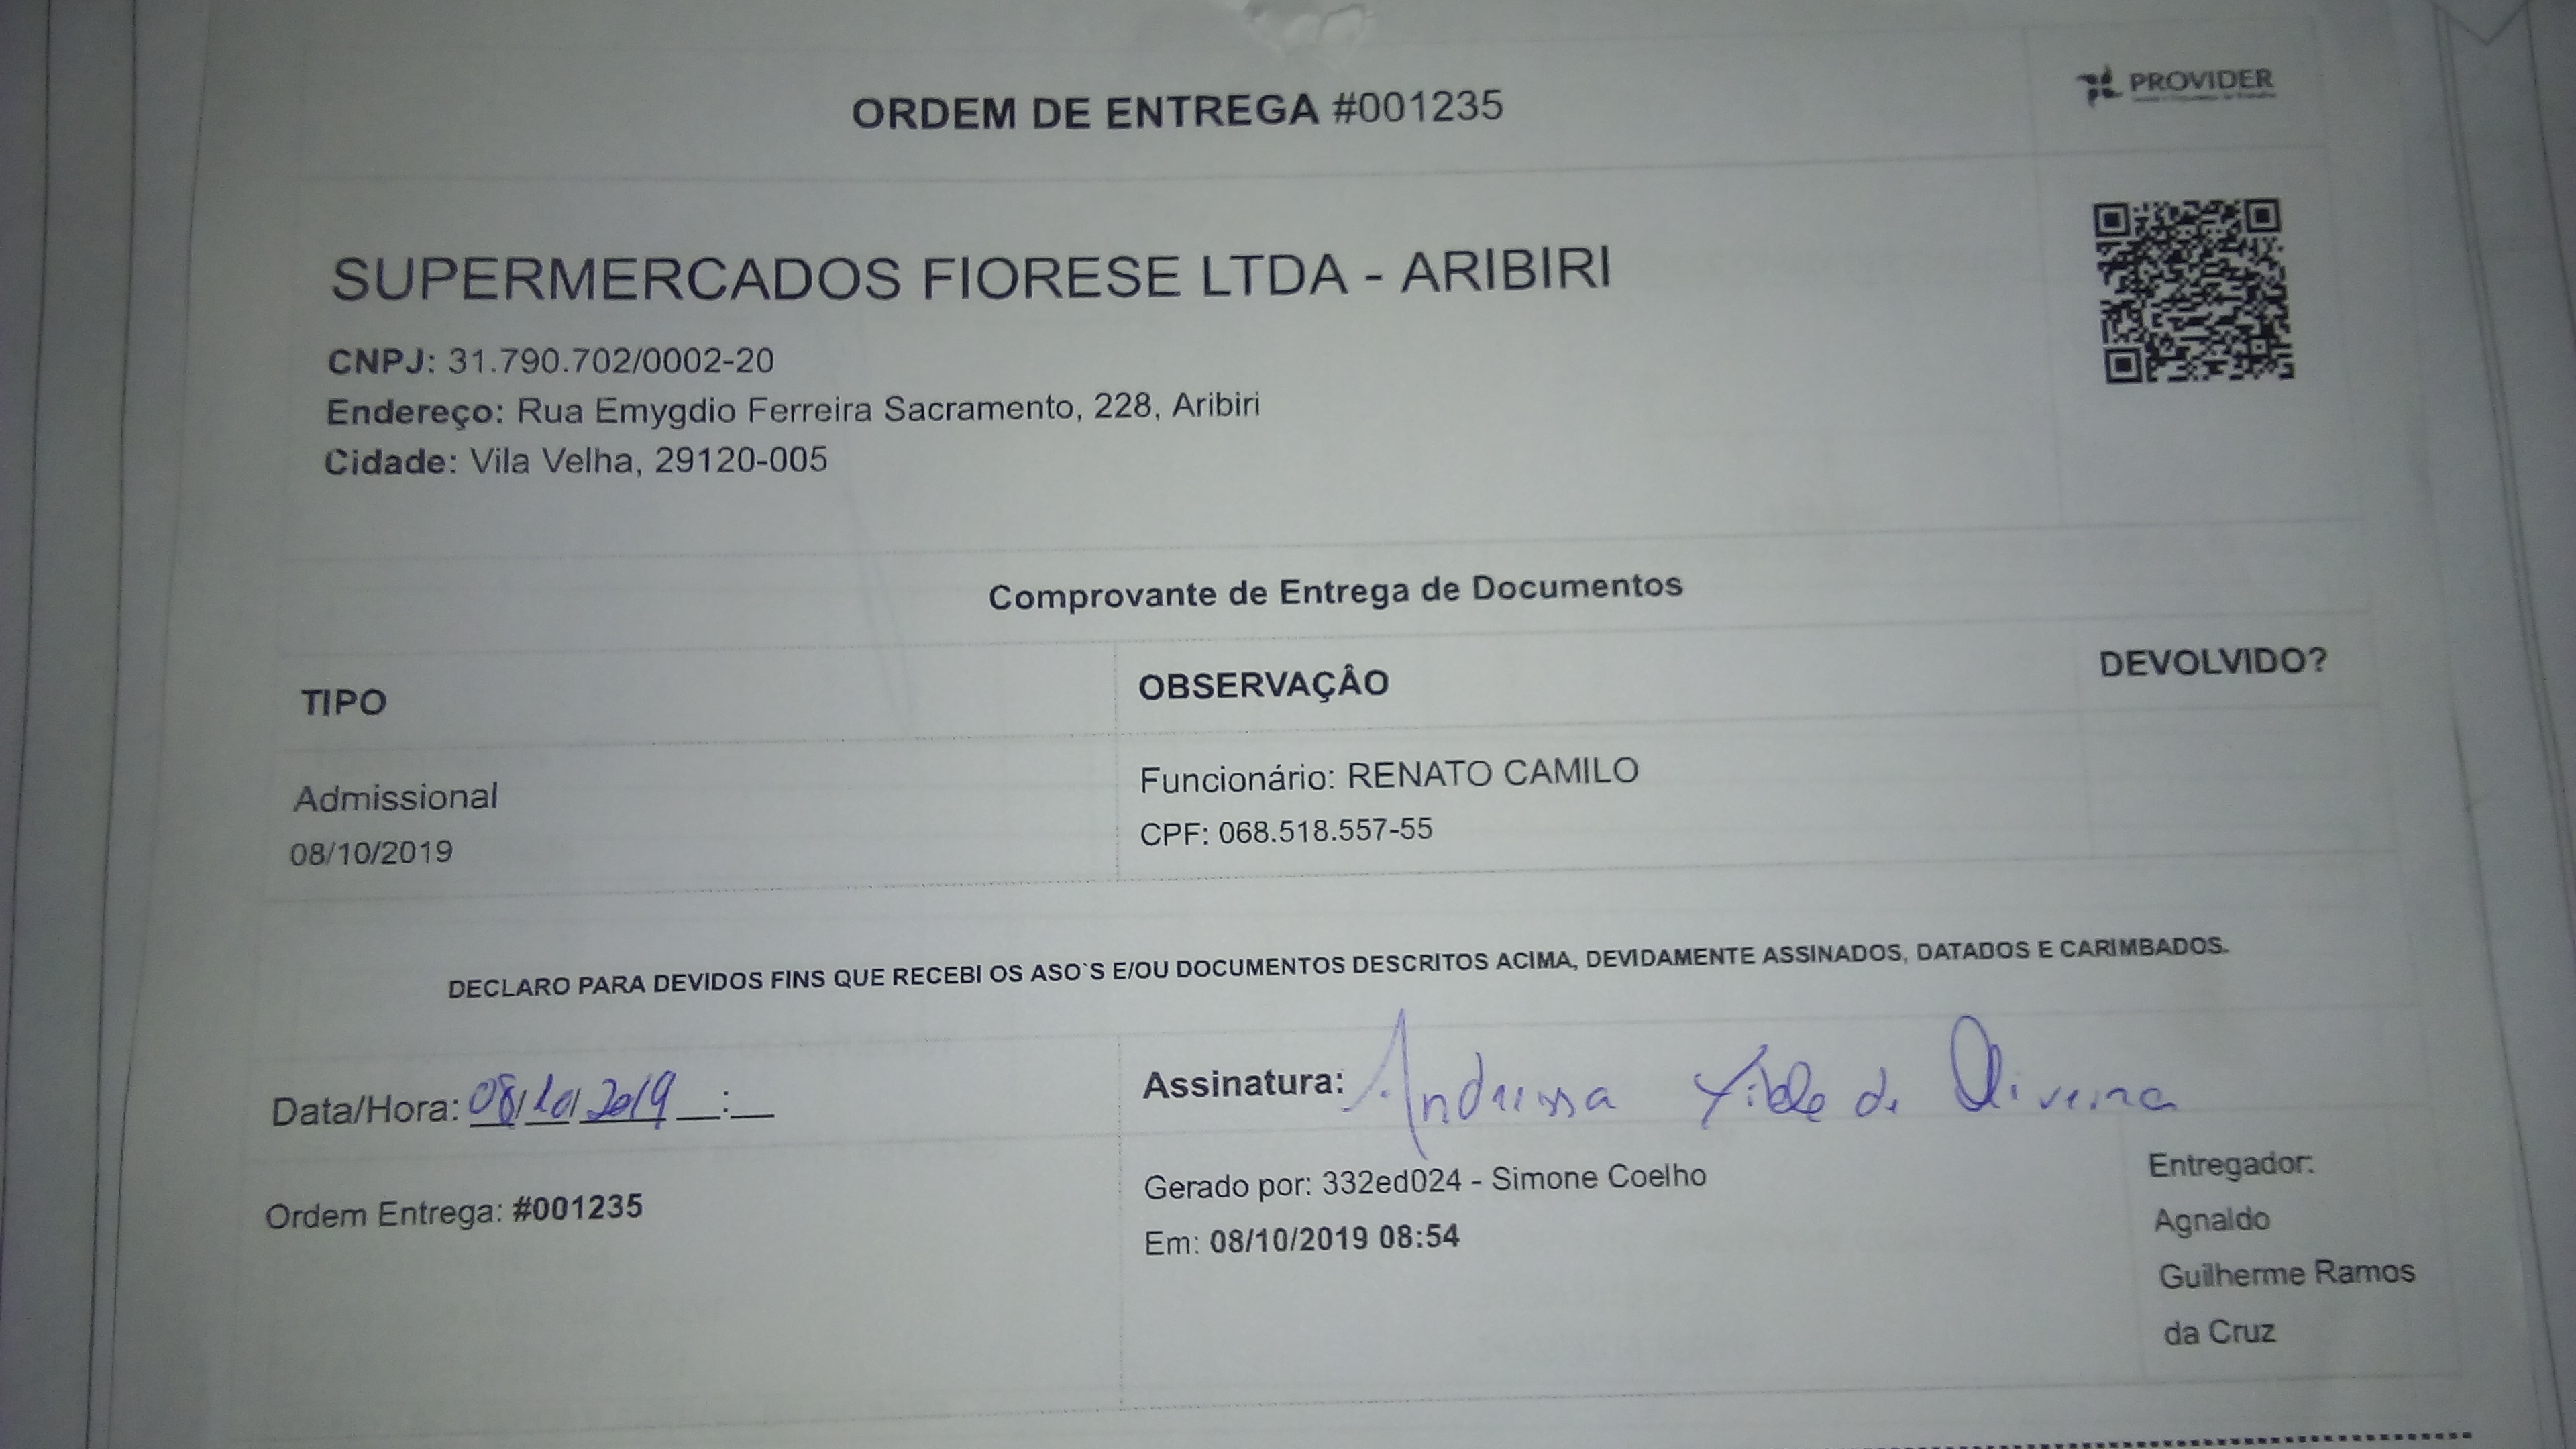 ORDEM DE ENTREGA #001235
PROVIDER
SUPERMERCADOS FIORESE LTDA - ARIBIRI
CNPJ: 31.790.702/0002-20
Endereço: Rua Emygdio Ferreira Sacramento, 228, Aribiri
Cidade: Vila Velha, 29120-005
Comprovante de Entrega de Documentos
TIPO
OBSERVAÇÂO
DEVOLVIDO?
Admissional
08/10/2019
Funcionário: RENATO CAMILO
CPF: 068.518.557-55
DECLARO PARA DEVIDOS FINS QUE RECEBI OS ASO`S E/OU DOCUMENTOS DESCRITOS ACIMA, DEVIDAMENTE ASSINADOS, DATADOS E CARIMBADOS.
Data/Hora: 08/10/2019 __:__
Assinatura: Andressa de Oliveira
Ordem Entrega: #001235
Gerado por: 332ed024 - Simone Coelho
Em: 08/10/2019 08:54
Entregador:
Agnaldo
Guilherme Ramos
da Cruz